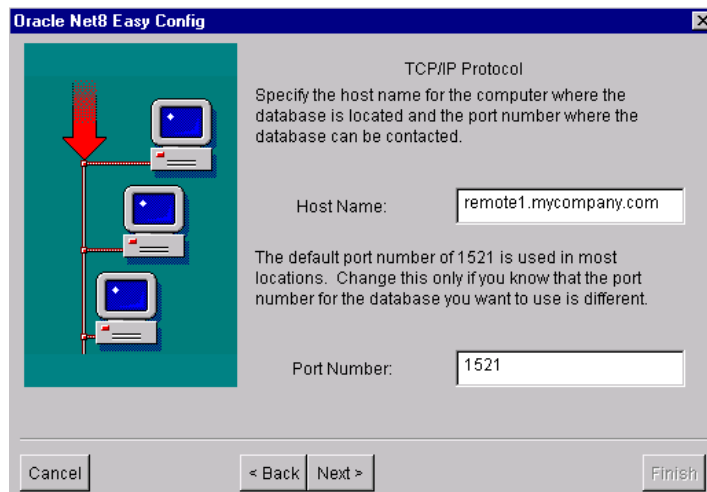 Oracle Net8 Easy Config
TCP/IP Protocol
Specify the host name for the computer where the
database is located and the port number where the
database can be contacted.
Host Name:
remote1.mycompany.com
The default port number of 1521 is used in most
locations. Change this only if you know that the port
number for the database you want to use is different.
Port Number:
1521
Cancel
< Back
Next >
Finish